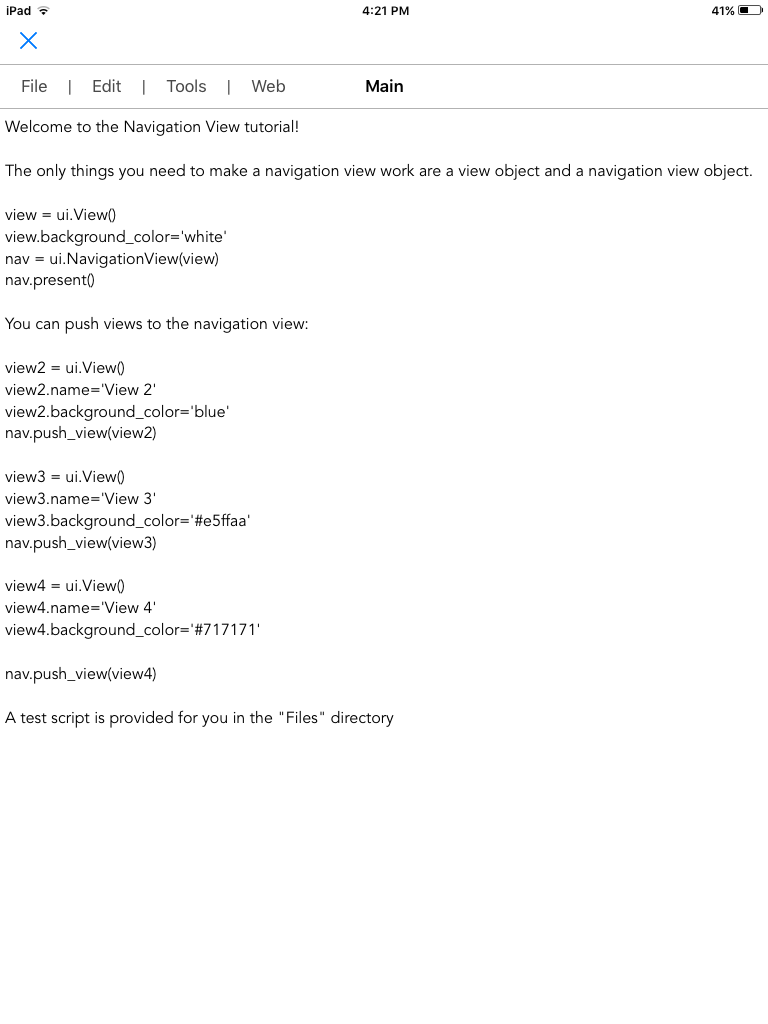 iPad 4:21 PM 41%
File | Edit | Tools | Web Main
Welcome to the Navigation View tutorial!
The only things you need to make a navigation view work are a view object and a navigation view object.
view = ui.View()
view.background_color='white'
nav = ui.NavigationView(view)
nav.present()
You can push views to the navigation view:
view2 = ui.View()
view2.name='View 2'
view2.background_color='blue'
nav.push_view(view2)
view3 = ui.View()
view3.name='View 3'
view3.background_color='#e5ffaa'
nav.push_view(view3)
view4 = ui.View()
view4.name='View 4'
view4.background_color='#717171'
nav.push_view(view4)
A test script is provided for you in the "Files" directory